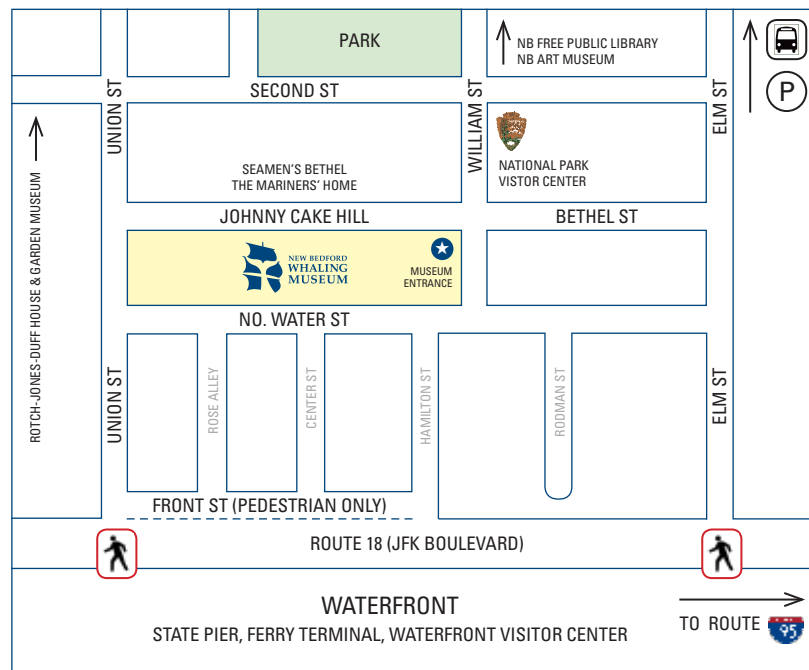 PARK
NB FREE PUBLIC LIBRARY
NB ART MUSEUM
P
UNION ST
SECOND ST
WILLIAM ST
ELM ST
SEAMEN'S BETHEL
THE MARINERS' HOME
NATIONAL PARK
VISTOR CENTER
ROTCH-JONES-DUFF HOUSE & GARDEN MUSEUM
JOHNNY CAKE HILL
BETHEL ST
NEW BEDFORD
WHALING
MUSEUM
MUSEUM
ENTRANCE
NO. WATER ST
UNION ST
ROSE ALLEY
CENTER ST
HAMILTON ST
RODMAN ST
ELM ST
FRONT ST (PEDESTRIAN ONLY)
ROUTE 18 (JFK BOULEVARD)
WATERFRONT
STATE PIER, FERRY TERMINAL, WATERFRONT VISITOR CENTER
TO ROUTE 95